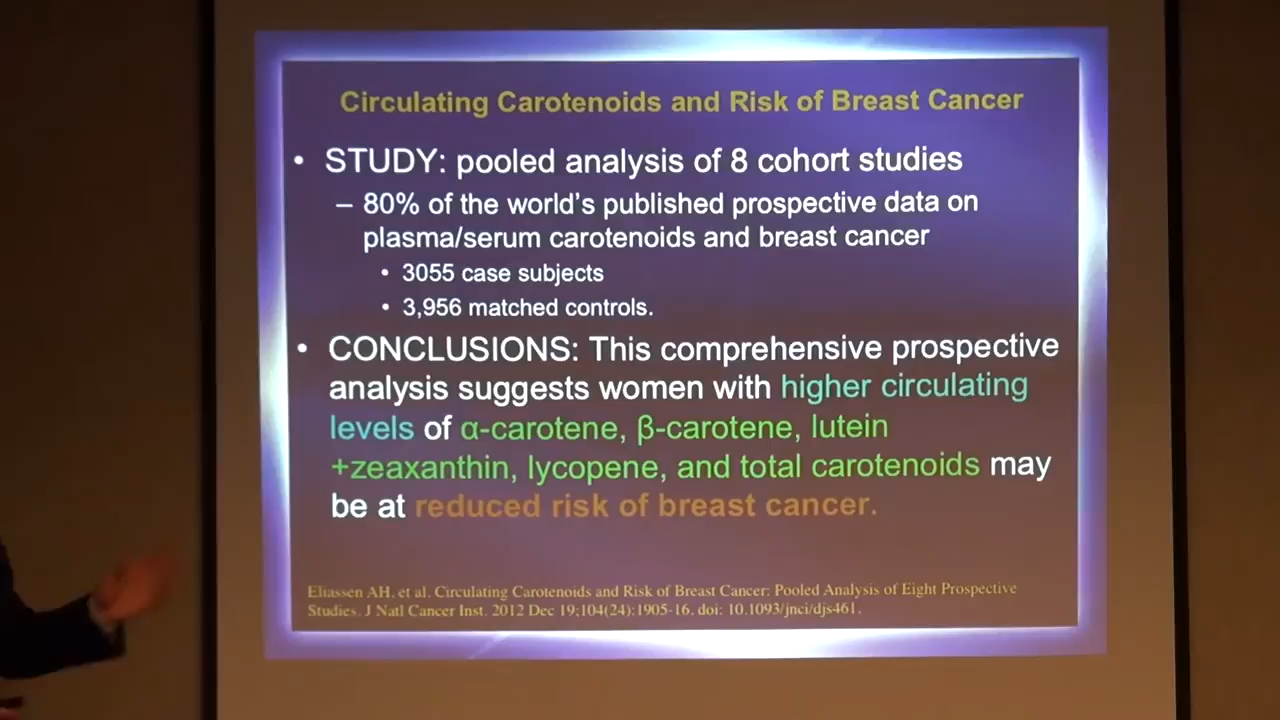 Circulating Carotenoids and Risk of Breast Cancer
• STUDY: pooled analysis of 8 cohort studies
– 80% of the world's published prospective data on
plasma/serum carotenoids and breast cancer
• 3055 case subjects
• 3,956 matched controls.
• CONCLUSIONS: This comprehensive prospective
analysis suggests women with higher circulating
levels of α-carotene, β-carotene, lutein
+zeaxanthin, lycopene, and total carotenoids may
be at reduced risk of breast cancer.
Eliassen AH, et al. Circulating Carotenoids and Risk of Breast Cancer: Pooled Analysis of Eight Prospective
Studies. J Natl Cancer Inst. 2012 Dec 19;104(24):1905-16. doi: 10.1093/jnci/djs461.